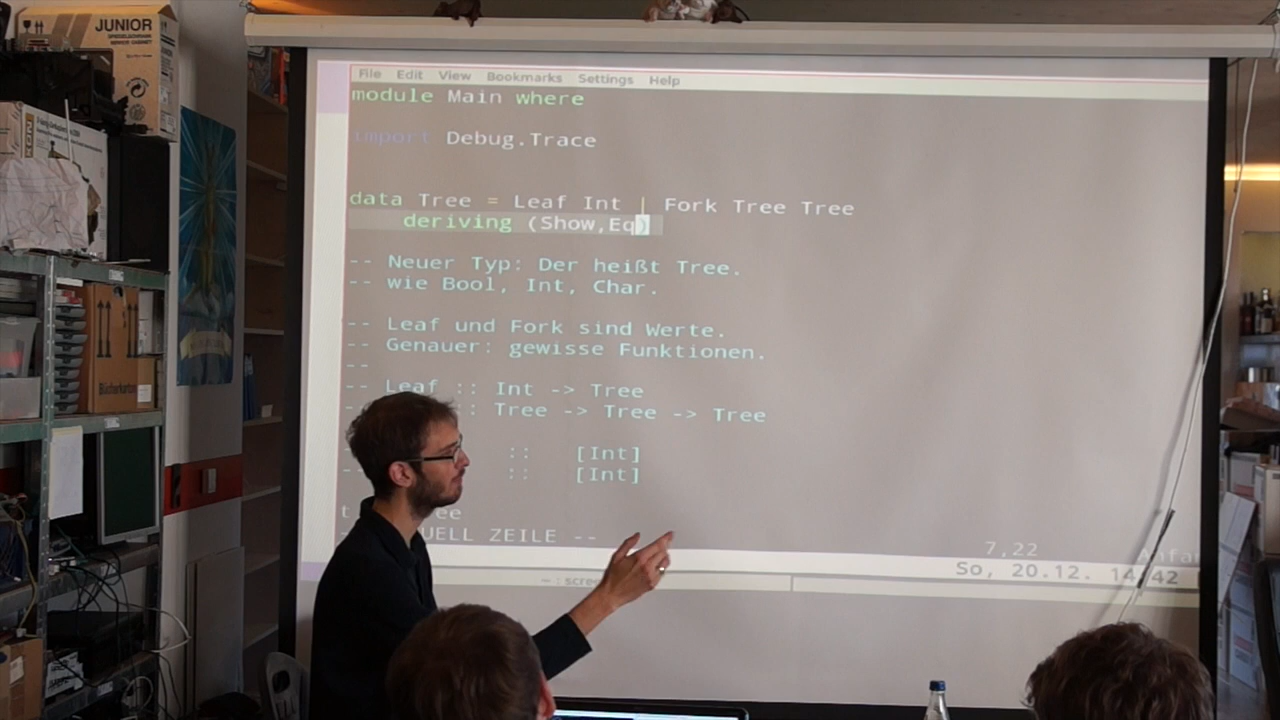 JUNIOR
File Edit View Bookmarks Settings Help
module Main where
import Debug.Trace
data Tree = Leaf Int | Fork Tree Tree
deriving (Show,Eq)
-- Neuer Typ: Der heißt Tree.
-- wie Bool, Int, Char.
-- Leaf und Fork sind Werte.
-- Genauer: gewisse Funktionen.
--
-- Leaf :: Int -> Tree
:: Tree -> Tree -> Tree
:: [Int]
:: [Int]
ZEILE --
7,22
So, 20.12. 14:42
Bücherkarton